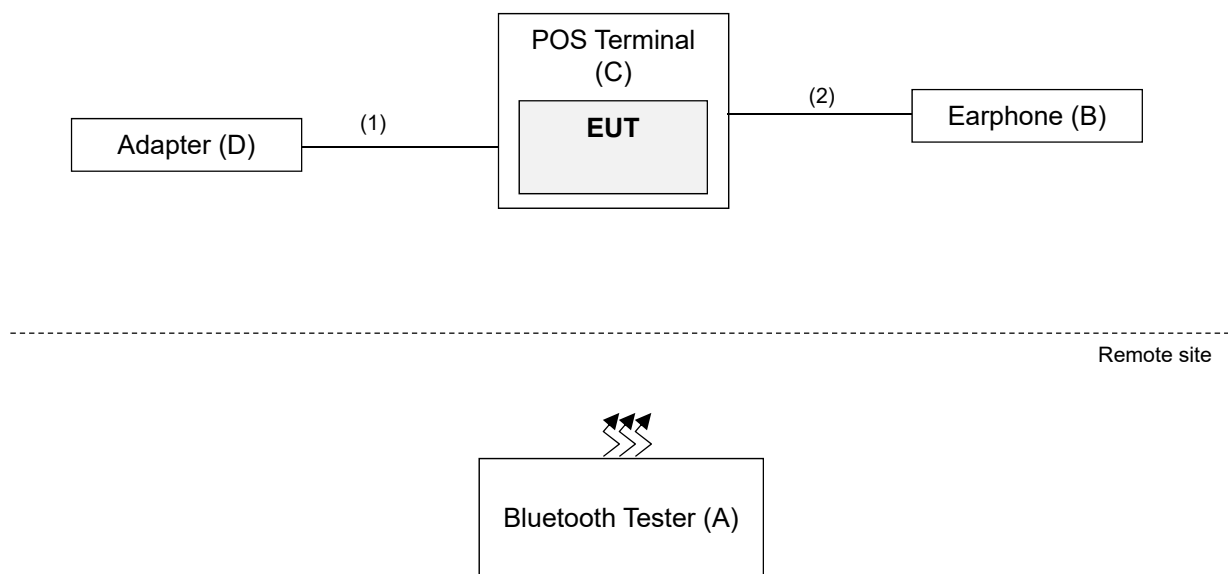 POS Terminal
(C)
EUT
(1)
(2)
Adapter (D)
Earphone (B)
Remote site
Bluetooth Tester (A)